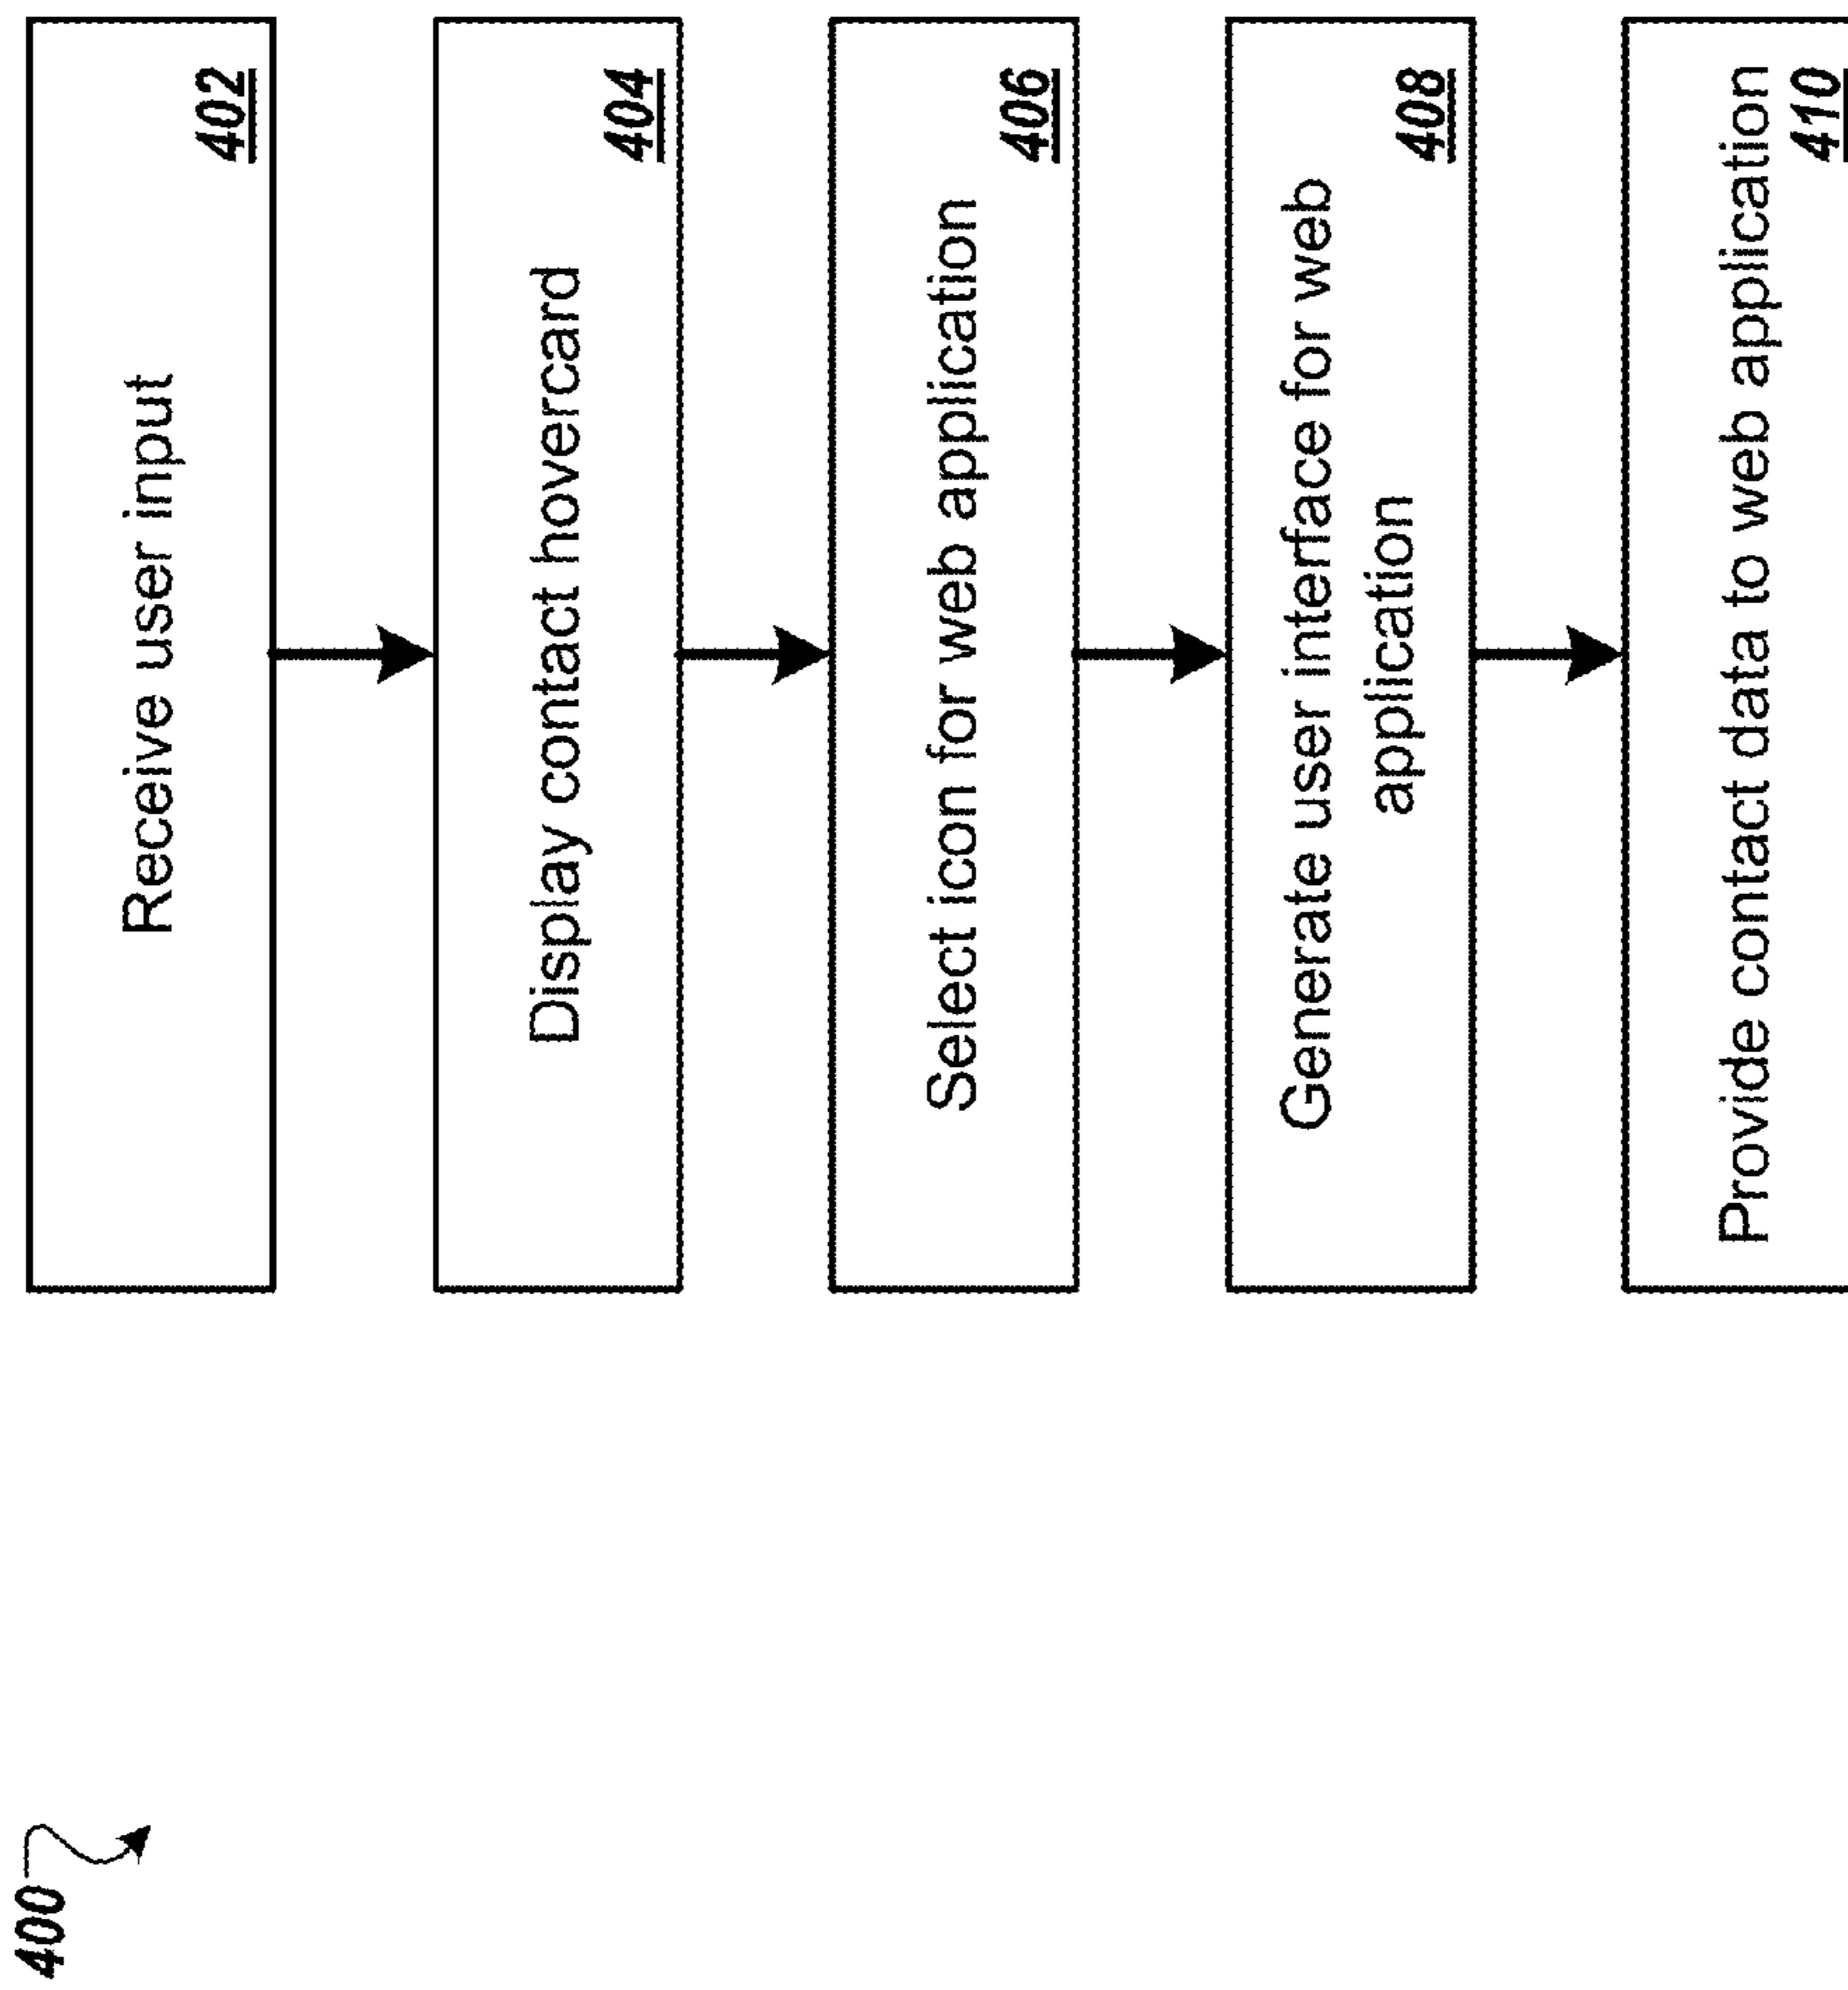 400
Receive user input
402
Display contact hovercard
404
Select icon for web application
406
Generate user interface for web
application
408
Provide contact data to web application
410